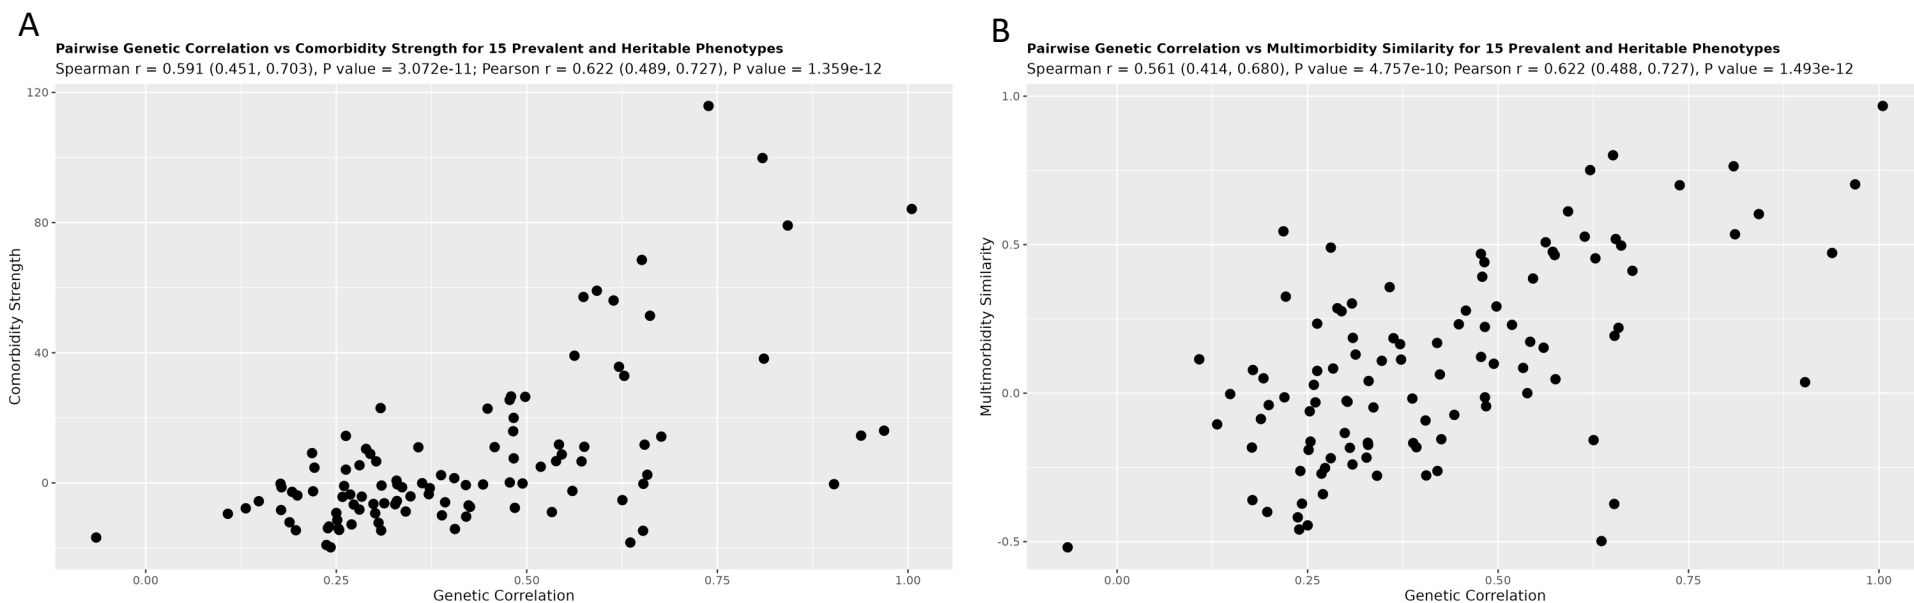 A
Pairwise Genetic Correlation vs Comorbidity Strength for 15 Prevalent and Heritable Phenotypes
Spearman r = 0.591 (0.451, 0.703), P value = 3.072e-11; Pearson r = 0.622 (0.489, 0.727), P value = 1.359e-12
120
80
40
0
Comorbidity Strength
0.00 0.25 0.50 0.75 1.00
Genetic Correlation
B
Pairwise Genetic Correlation vs Multimorbidity Similarity for 15 Prevalent and Heritable Phenotypes
Spearman r = 0.561 (0.414, 0.680), P value = 4.757e-10; Pearson r = 0.622 (0.488, 0.727), P value = 1.493e-12
1.0
0.5
0.0
-0.5
Multimorbidity Similarity
0.00 0.25 0.50 0.75 1.00
Genetic Correlation